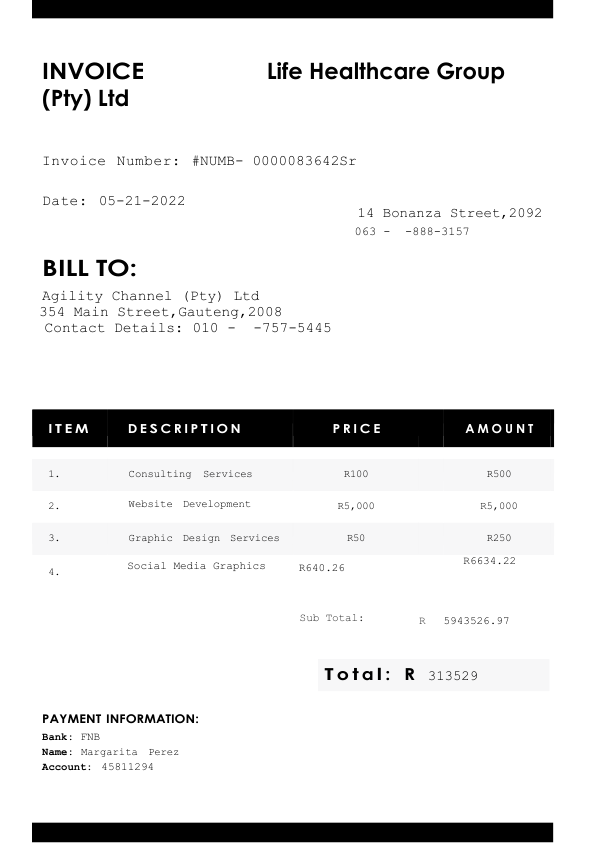 INVOICE Life Healthcare Group
(Pty) Ltd
Invoice Number: #NUMB- 0000083642Sr
Date: 05-21-2022
14 Bonanza Street,2092
063 - -888-3157
BILL TO:
Agility Channel (Pty) Ltd
354 Main Street,Gauteng,2008
Contact Details: 010 - -757-5445
ITEM DESCRIPTION PRICE AMOUNT
1. Consulting Services R100 R500
2. Website Development R5,000 R5,000
3. Graphic Design Services R50 R250
4. Social Media Graphics R640.26 R6634.22
Sub Total: R 5943526.97
Total: R 313529
PAYMENT INFORMATION:
Bank: FNB
Name: Margarita Perez
Account: 45811294